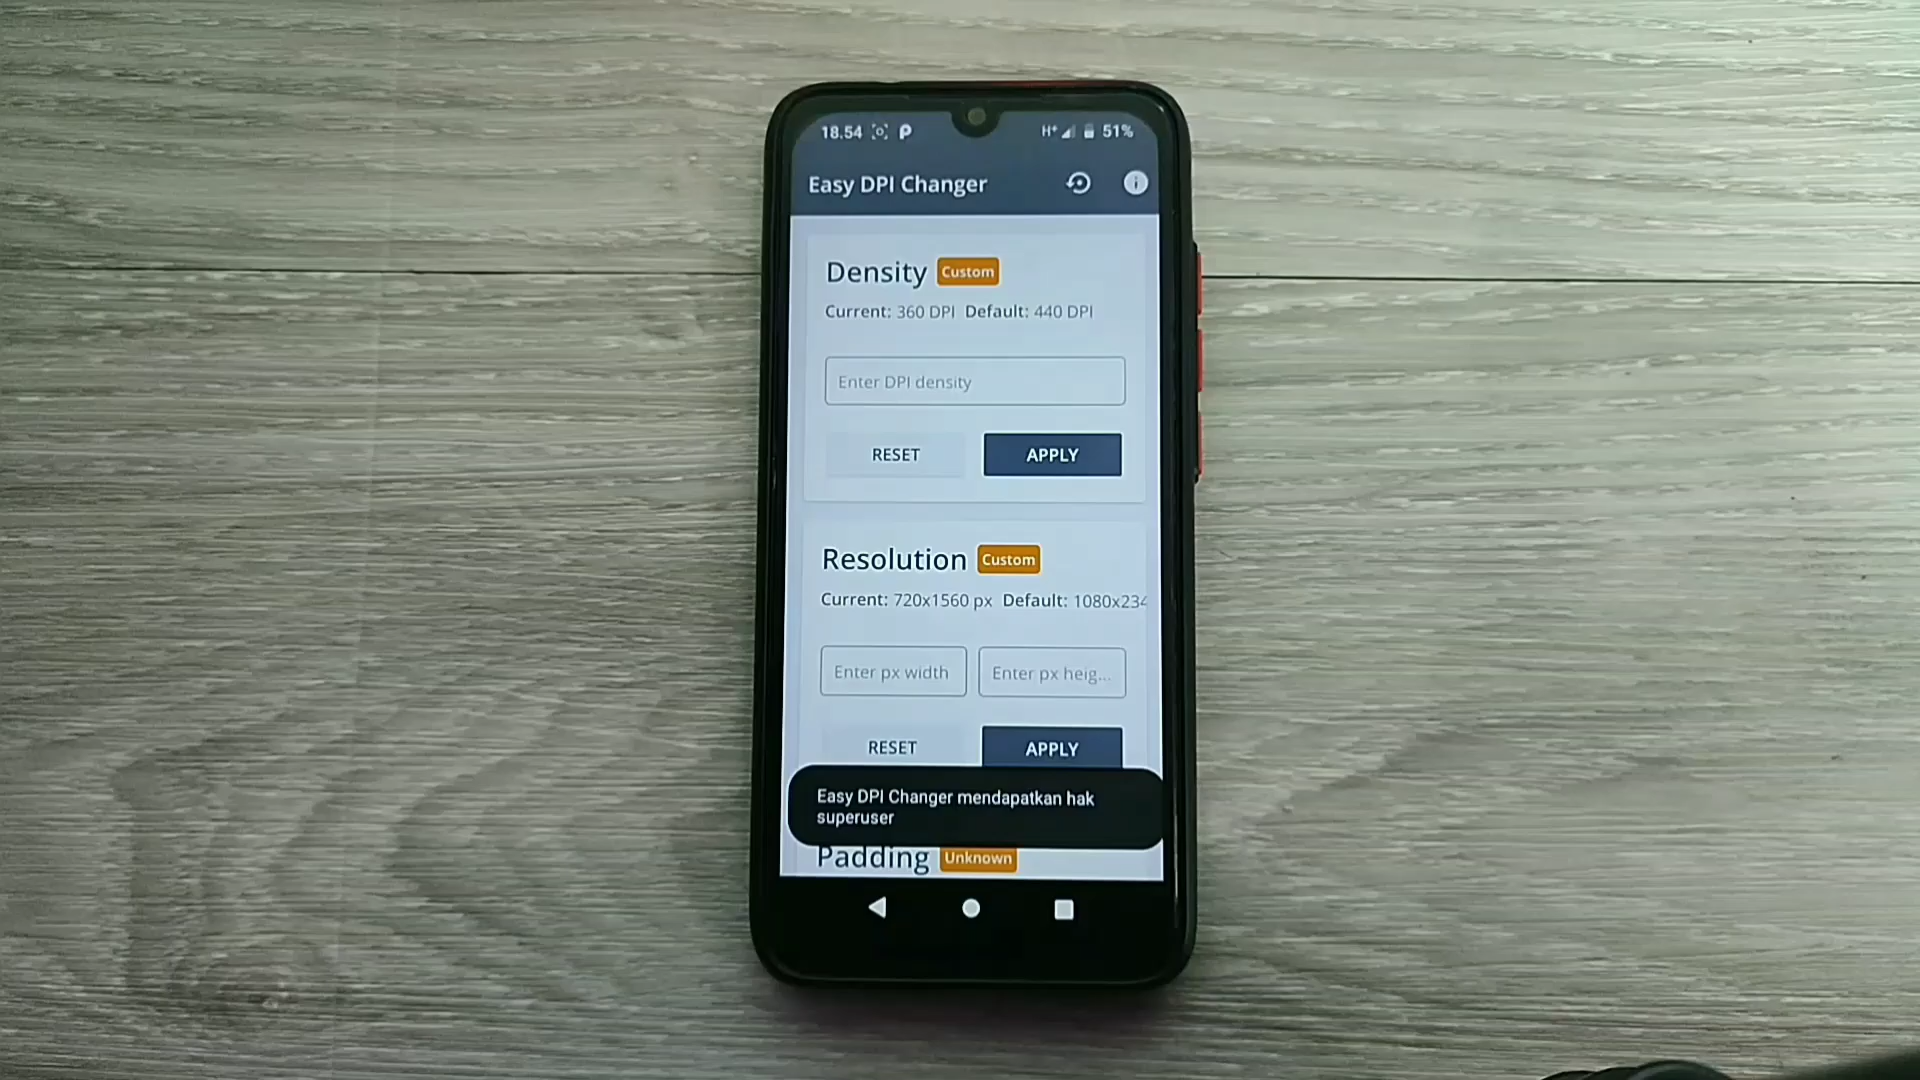 18.54 H+ 51%
Easy DPI Changer
Density Custom
Current: 360 DPI Default: 440 DPI
Enter DPI density
RESET APPLY
Resolution Custom
Current: 720x1560 px Default: 1080x234
Enter px width Enter px heig...
RESET APPLY
Easy DPI Changer mendapatkan hak
superuser
Padding Unknown